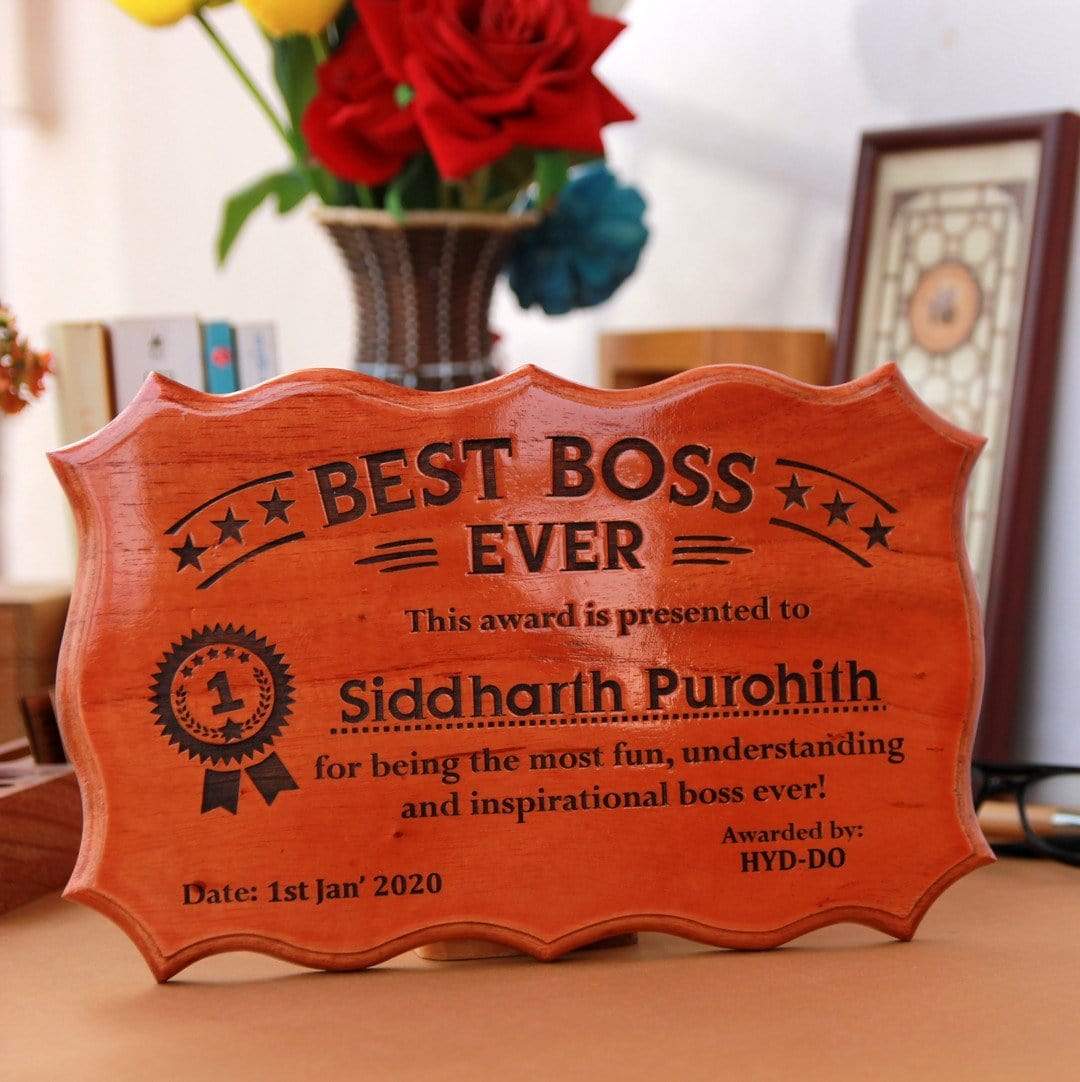 BEST BOSS
EVER
This award is presented to
1
Siddharth Purohith
for being the most fun, understanding
and inspirational boss ever!
Awarded by:
HYD-DO
Date: 1st Jan' 2020